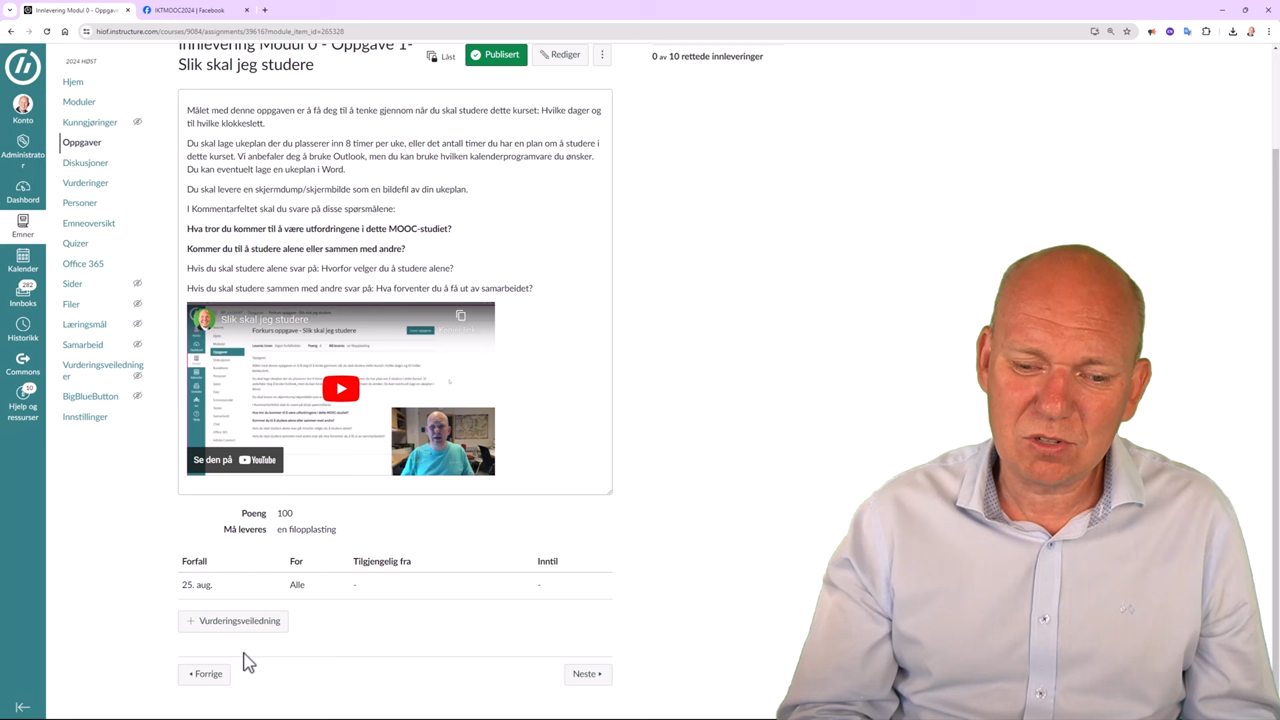 Innlevering Modul 0 - Oppgav
IKTMOOC2024 | Facebook
hiof.instructure.com/courses/9084/assignments/39616?module_item_id=265328
2024 HØST
Hjem
Moduler
Kunngjøringer
Oppgaver
Diskusjoner
Vurderinger
Personer
Emneoversikt
Quizer
Office 365
Sider
Filer
Læringsmål
Samarbeid
Vurderingsveiledning
er
BigBlueButton
Innstillinger
Konto
Administrato
r
Dashbord
Emner
Kalender
282
Innboks
Historikk
Commons
10
Hjelp og
ressurser
Innlevering Modul 0 - Oppgave 1-
Slik skal jeg studere
Låst
Publisert
Rediger
0 av 10 rettede innleveringer
Målet med denne oppgaven er å få deg til å tenke gjennom når du skal studere dette kurset: Hvilke dager og
til hvilke klokkeslett.
Du skal lage ukeplan der du plasserer inn 8 timer per uke, eller det antall timer du har en plan om å studere i
dette kurset. Vi anbefaler deg å bruke Outlook, men du kan bruke hvilken kalenderprogramvare du ønsker.
Du kan eventuelt lage en ukeplan i Word.
Du skal levere en skjermdump/skjermbilde som en bildefil av din ukeplan.
I Kommentarfeltet skal du svare på disse spørsmålene:
Hva tror du kommer til å være utfordringene i dette MOOC-studiet?
Kommer du til å studere alene eller sammen med andre?
Hvis du skal studere alene svar på: Hvorfor velger du å studere alene?
Hvis du skal studere sammen med andre svar på: Hva forventer du å få ut av samarbeidet?
Slik skal jeg studere
Forkurs oppgave - Slik skal jeg studere
Se den på YouTube
Poeng 100
Må leveres en filopplasting
Forfall For Tilgjengelig fra Inntil
25. aug. Alle - -
+ Vurderingsveiledning
Forrige
Neste